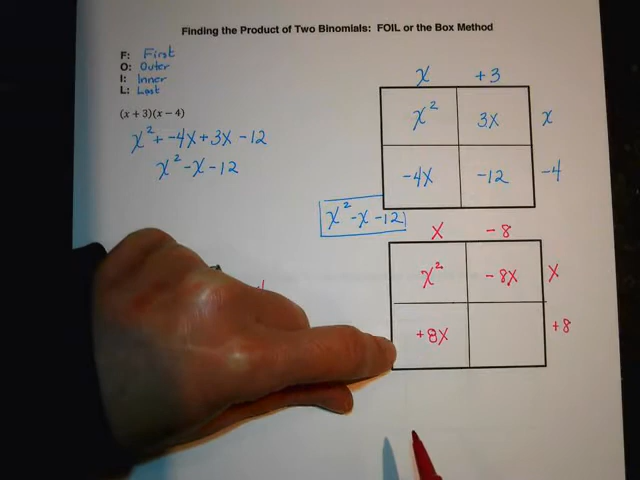 Finding the Product of Two Binomials: FOIL or the Box Method
F: First
O: Outer
I: Inner
L: Last
(x + 3)(x − 4)
x² + -4x + 3x - 12
x² - x - 12
x +3
x² 3x x
-4x -12 -4
x² - x - 12
x - 8
x² - 8x x
+8x +8